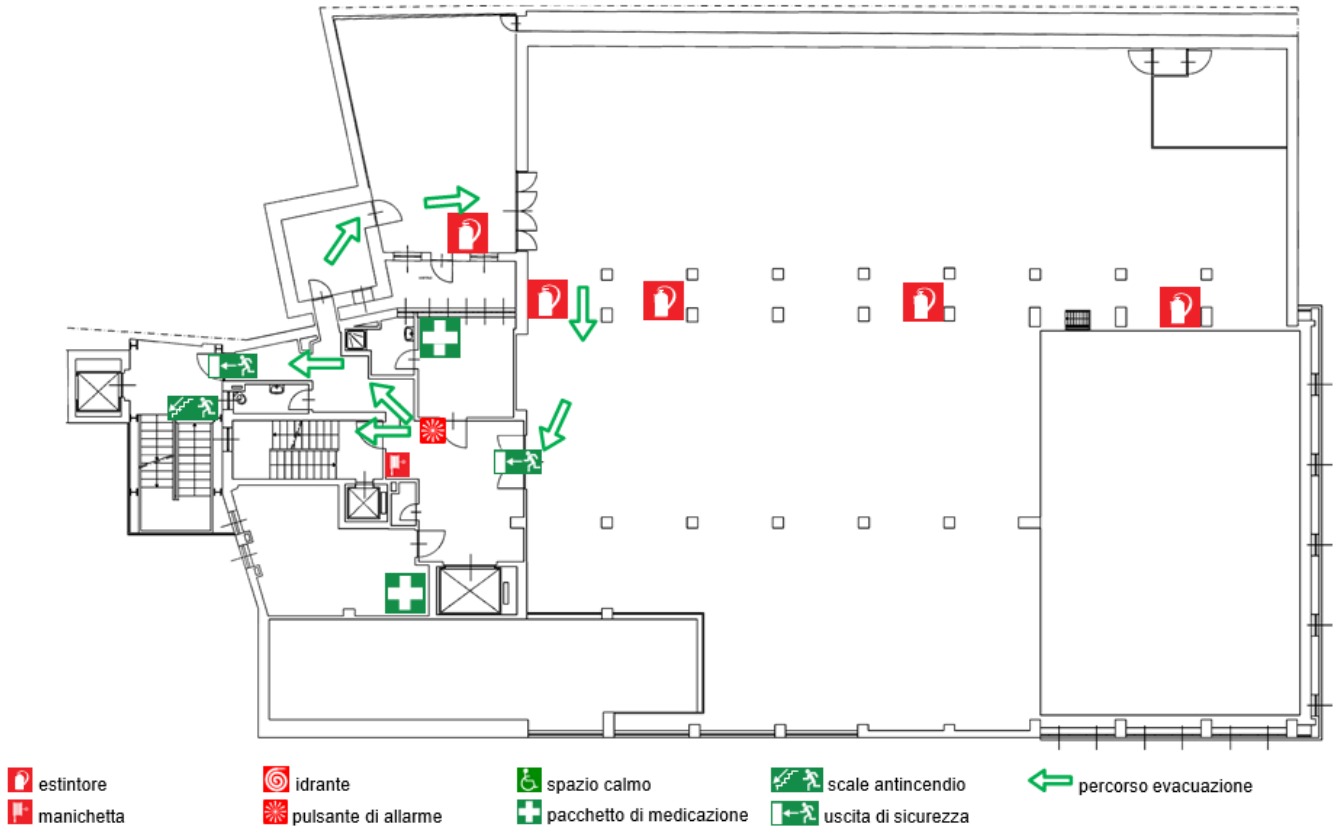 estintore
idrante
spazio calmo
scale antincendio
percorso evacuazione
manichetta
pulsante di allarme
pacchetto di medicazione
uscita di sicurezza